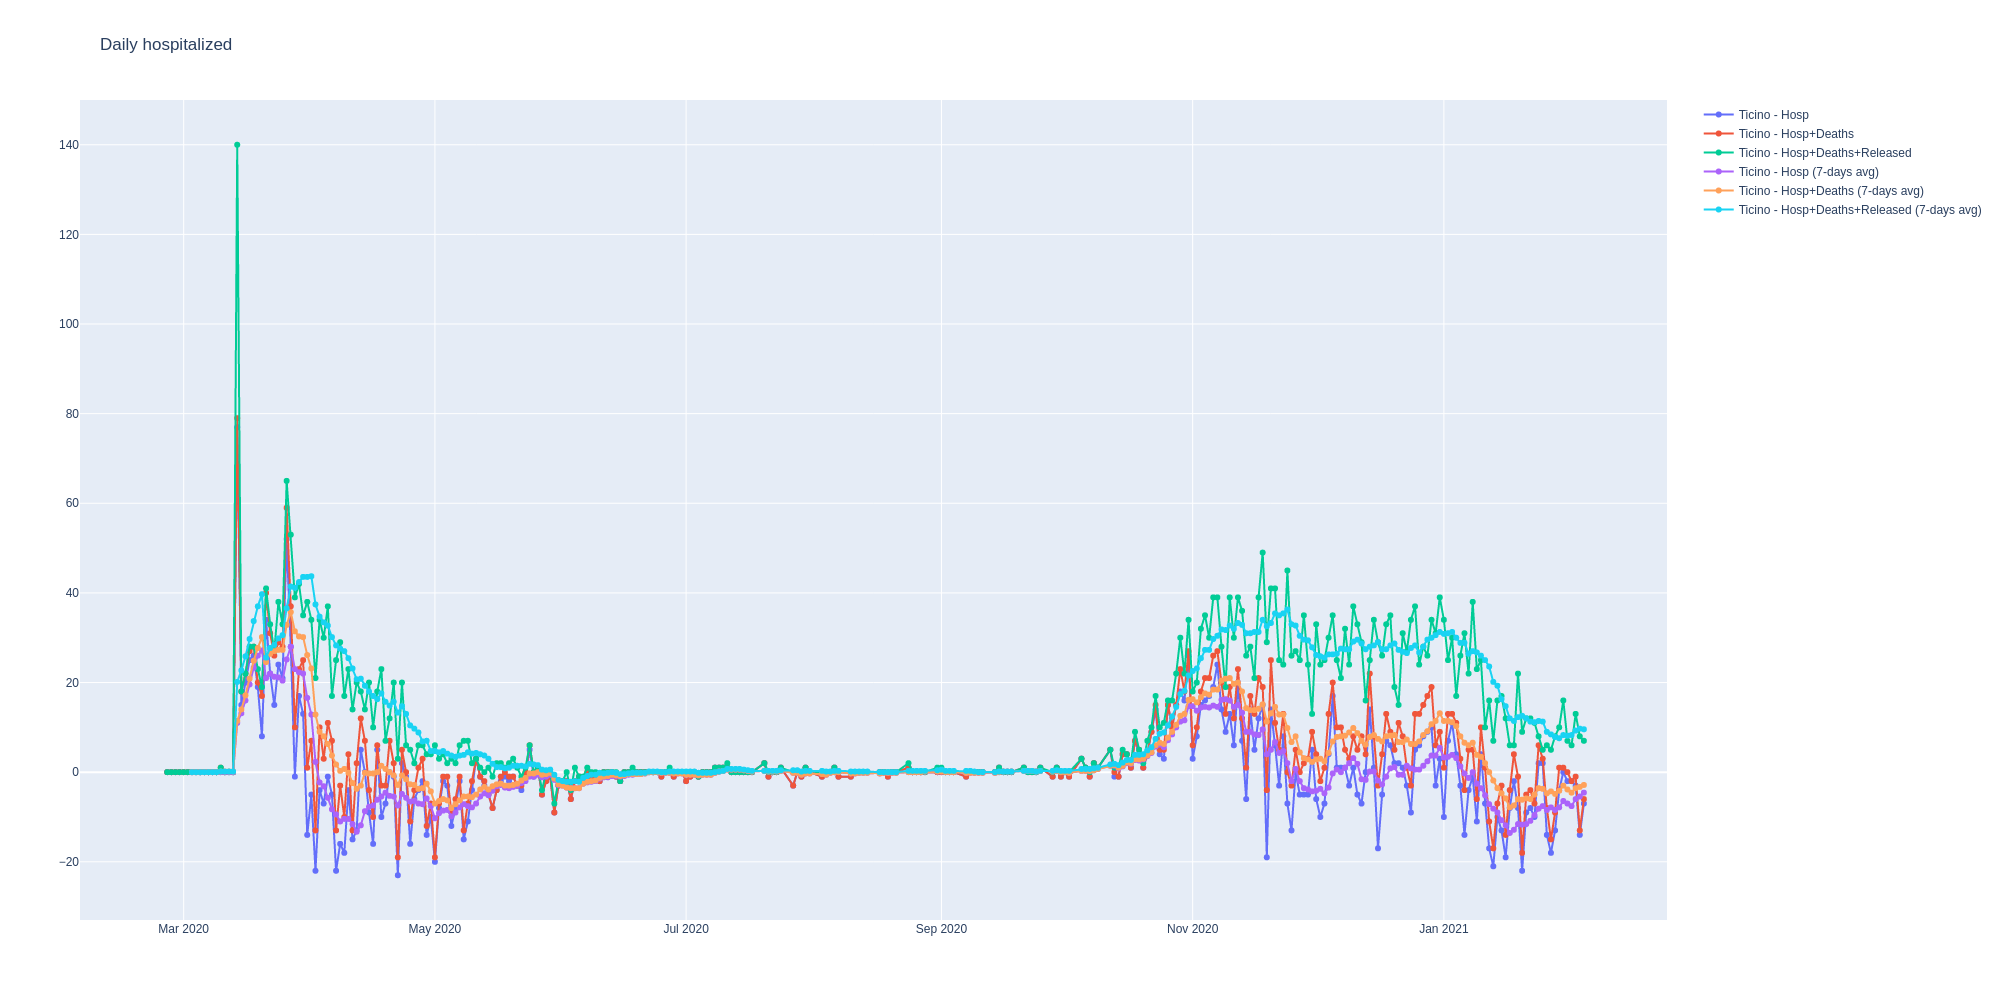 Daily hospitalized
140
120
100
80
60
40
20
0
−20
Mar 2020
May 2020
Jul 2020
Sep 2020
Nov 2020
Jan 2021
Ticino - Hosp
Ticino - Hosp+Deaths
Ticino - Hosp+Deaths+Released
Ticino - Hosp (7-days avg)
Ticino - Hosp+Deaths (7-days avg)
Ticino - Hosp+Deaths+Released (7-days avg)